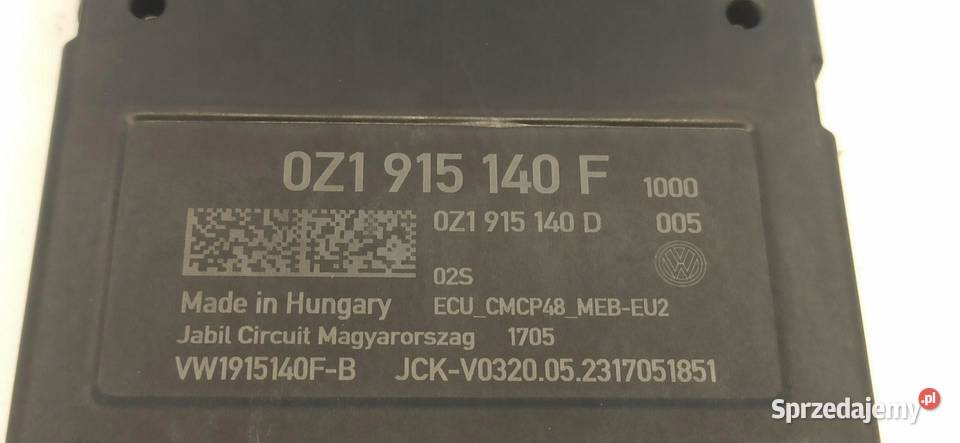 0Z1 915 140 F 1000
0Z1 915 140 D 005
02S
Made in Hungary ECU_CMCP48_MEB-EU2
Jabil Circuit Magyarorszag 1705
VW1915140F-B JCK-V0320.05.2317051851
Sprzedajemy.pl